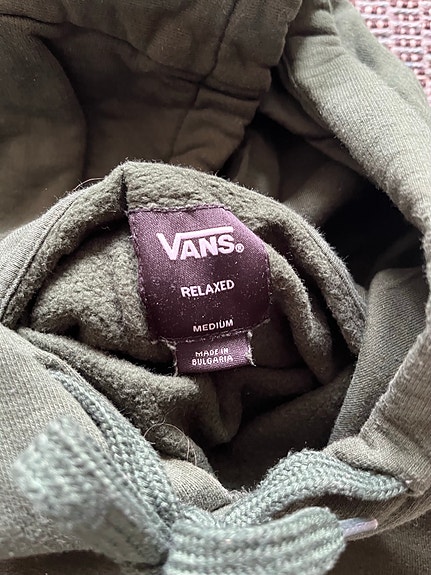 VANS®
RELAXED
MEDIUM
MADE IN
BULGARIA